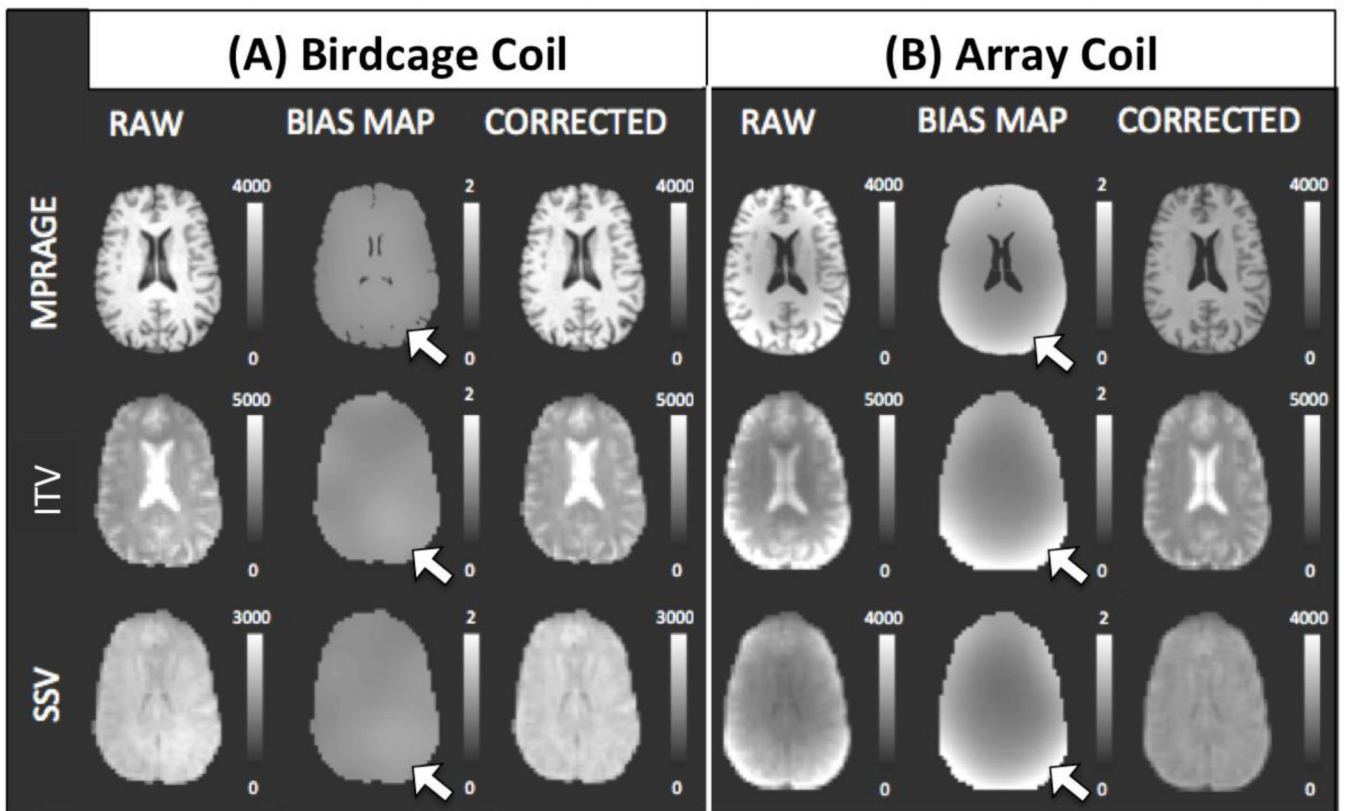 (A) Birdcage Coil (B) Array Coil
RAW BIAS MAP CORRECTED RAW BIAS MAP CORRECTED
MPRAGE
4000 2 4000 4000 2 4000
0 0 0 0 0 0
ITV
5000 2 5000 5000 2 5000
0 0 0 0 0 0
SSV
3000 2 3000 4000 2 4000
0 0 0 0 0 0